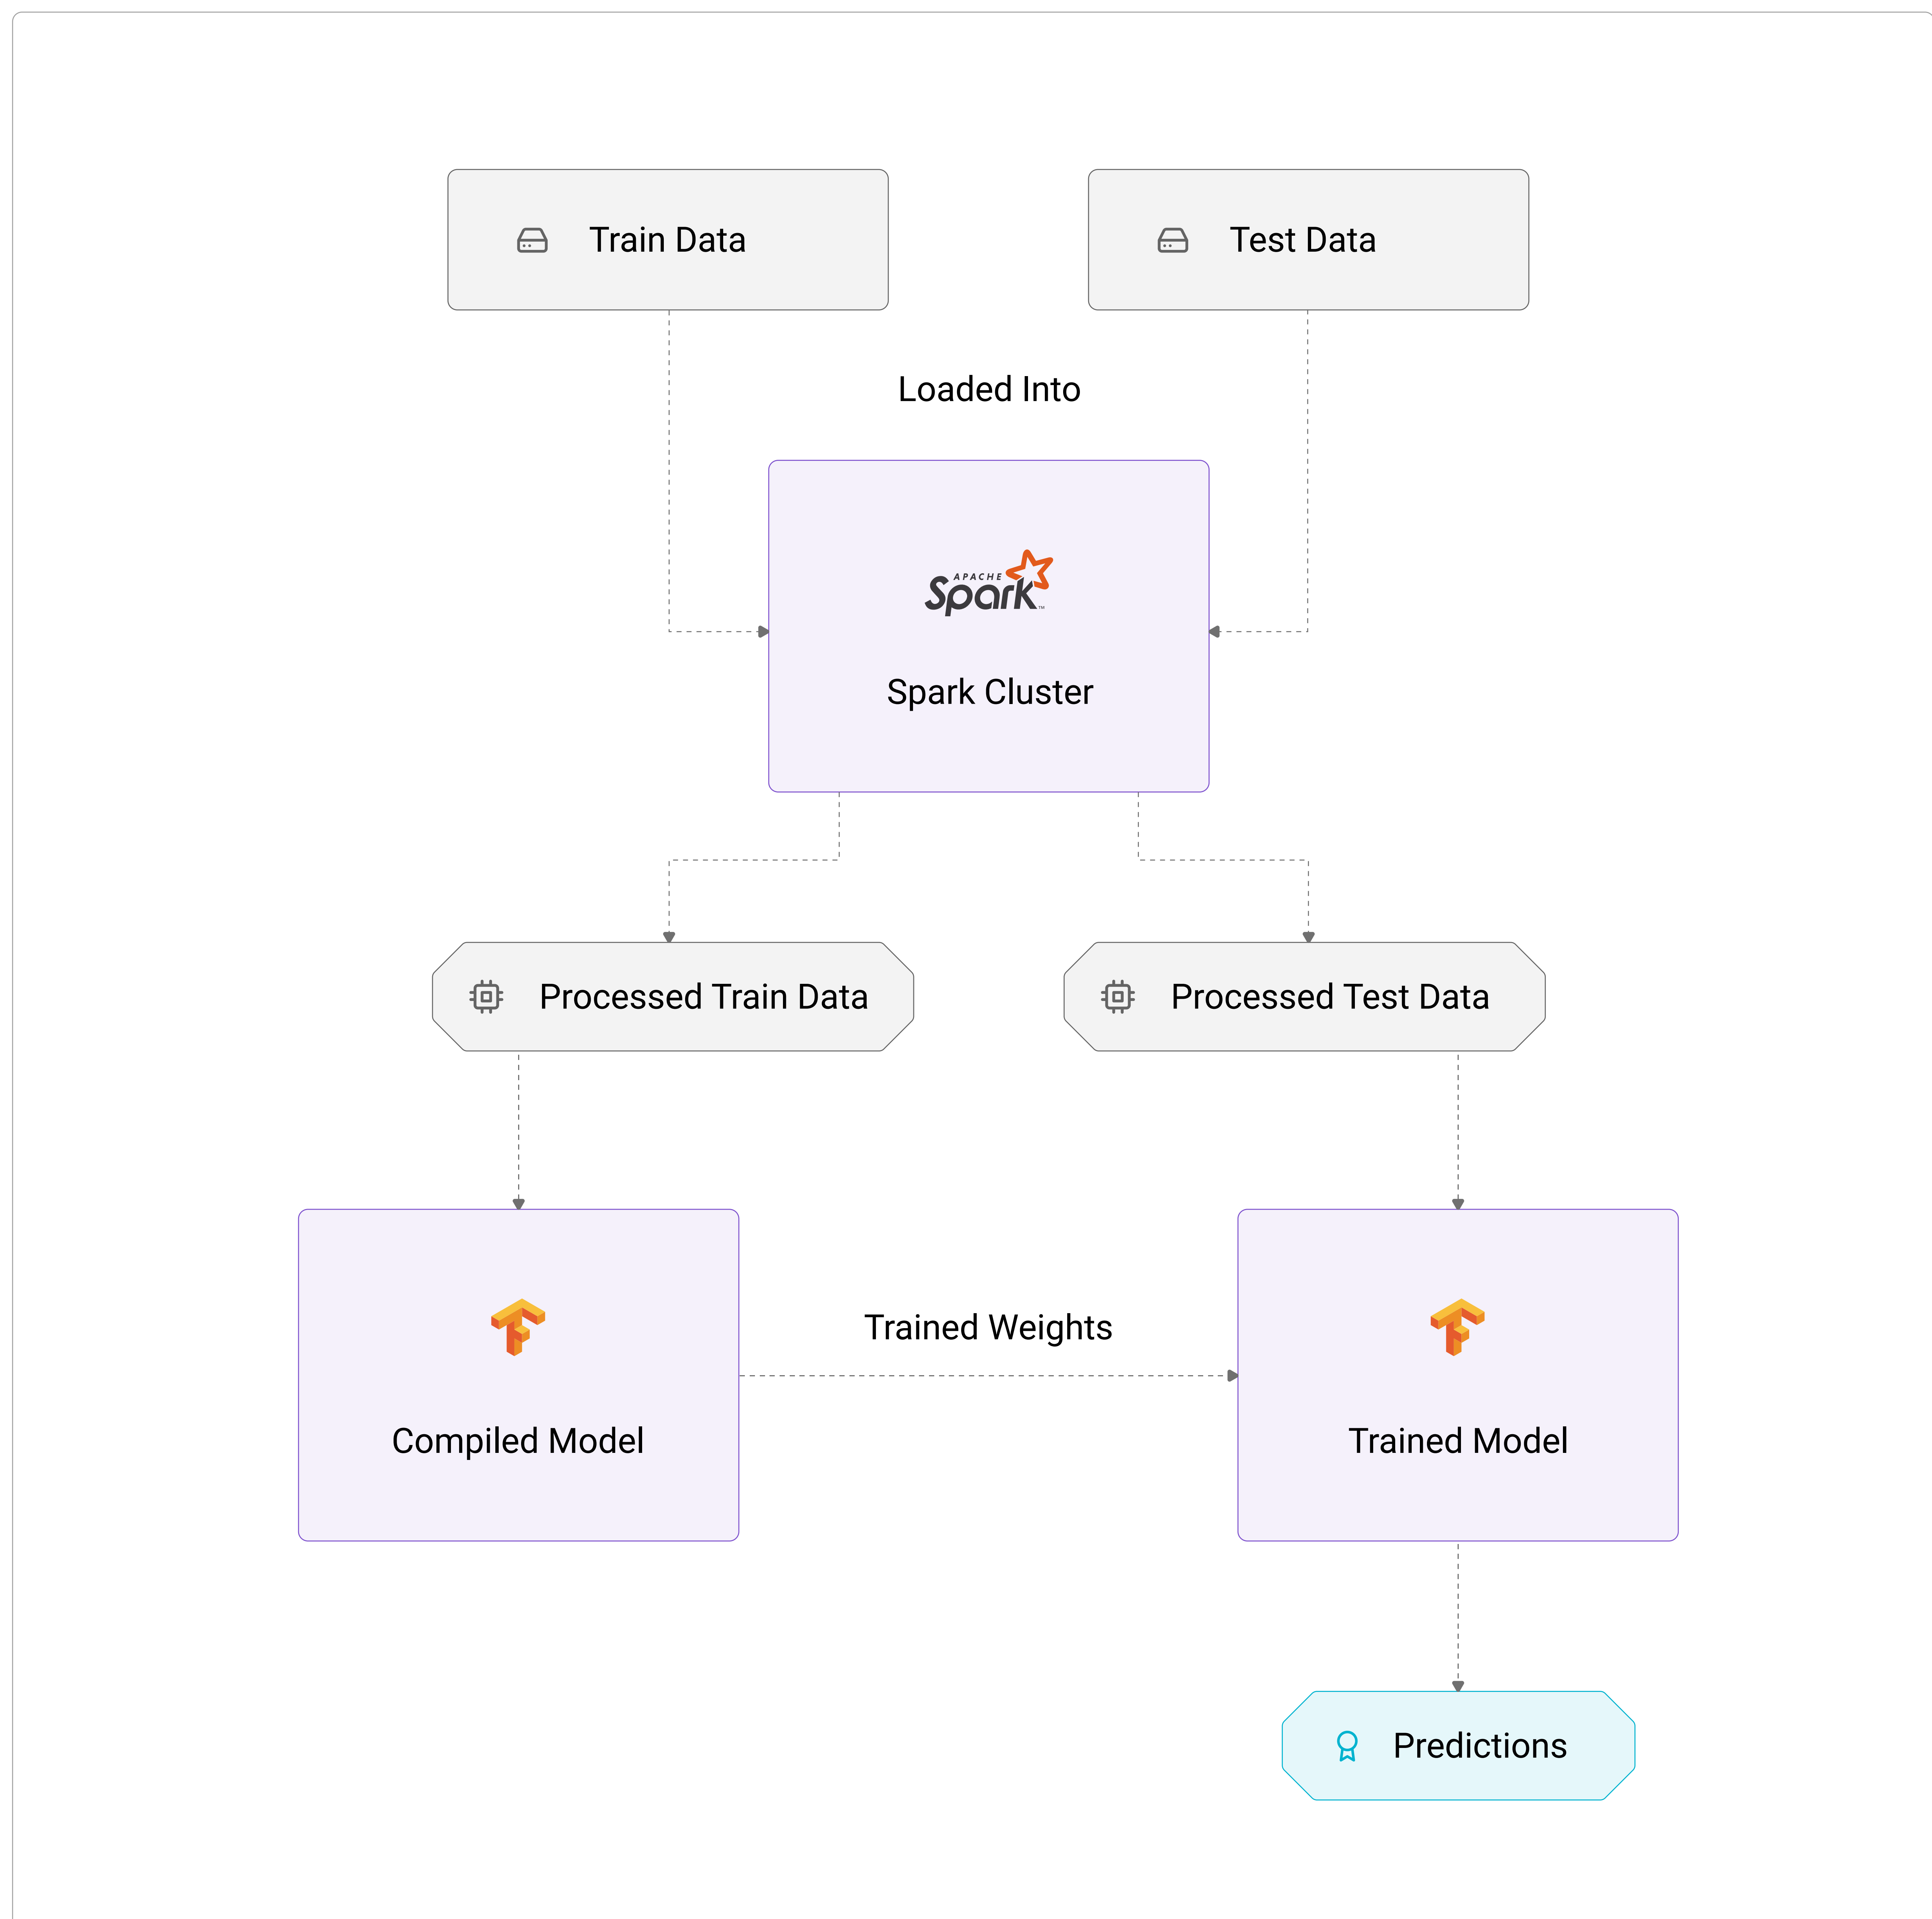 Train Data
Test Data
Loaded Into
APACHE
Spark™
Spark Cluster
Processed Train Data
Processed Test Data
Trained Weights
Compiled Model
Trained Model
Predictions